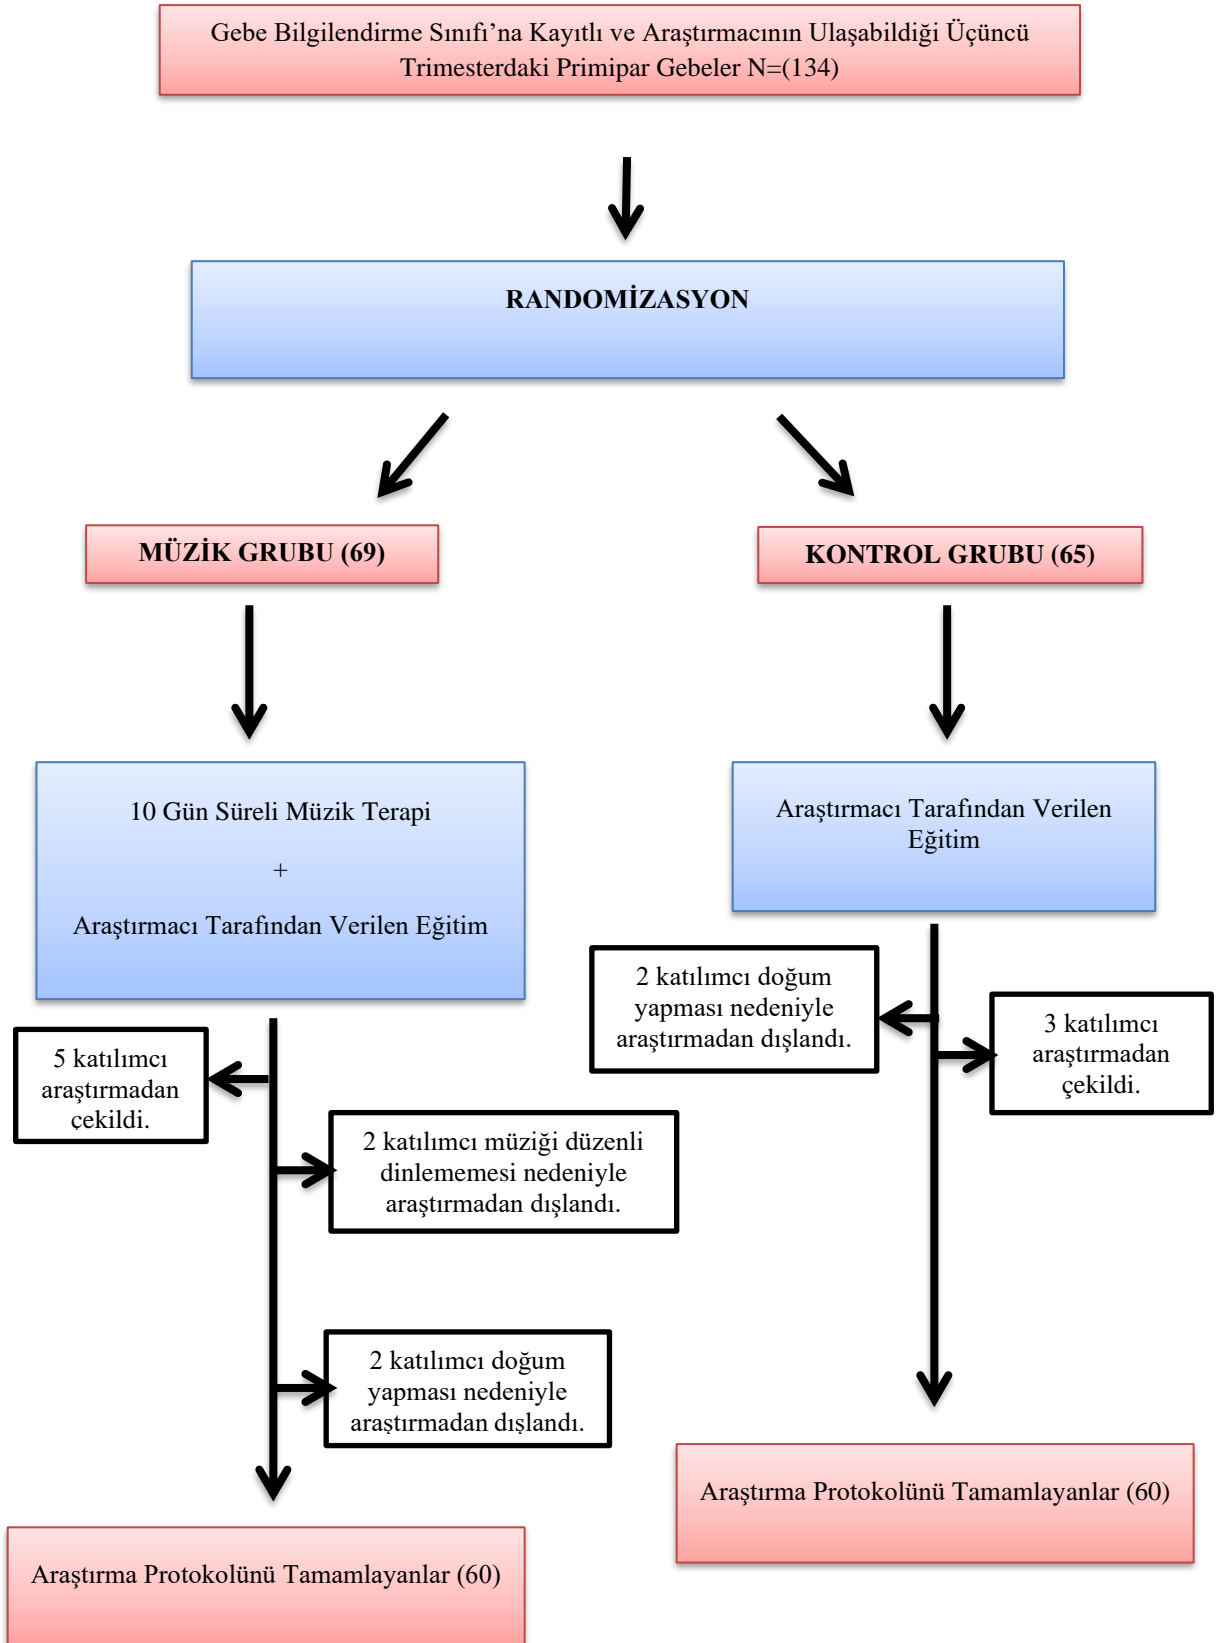 Gebe Bilgilendirme Sınıfı’na Kayıtlı ve Araştırmacının Ulaşabildiği Üçüncü
Trimesterdaki Primipar Gebeler N=(134)
RANDOMİZASYON
MÜZİK GRUBU (69)
KONTROL GRUBU (65)
10 Gün Süreli Müzik Terapi
+
Araştırmacı Tarafından Verilen Eğitim
Araştırmacı Tarafından Verilen
Eğitim
2 katılımcı doğum
yapması nedeniyle
araştırmadan dışlandı.
3 katılımcı
araştırmadan
çekildi.
5 katılımcı
araştırmadan
çekildi.
2 katılımcı müziği düzenli
dinlememesi nedeniyle
araştırmadan dışlandı.
2 katılımcı doğum
yapması nedeniyle
araştırmadan dışlandı.
Araştırma Protokolünü Tamamlayanlar (60)
Araştırma Protokolünü Tamamlayanlar (60)